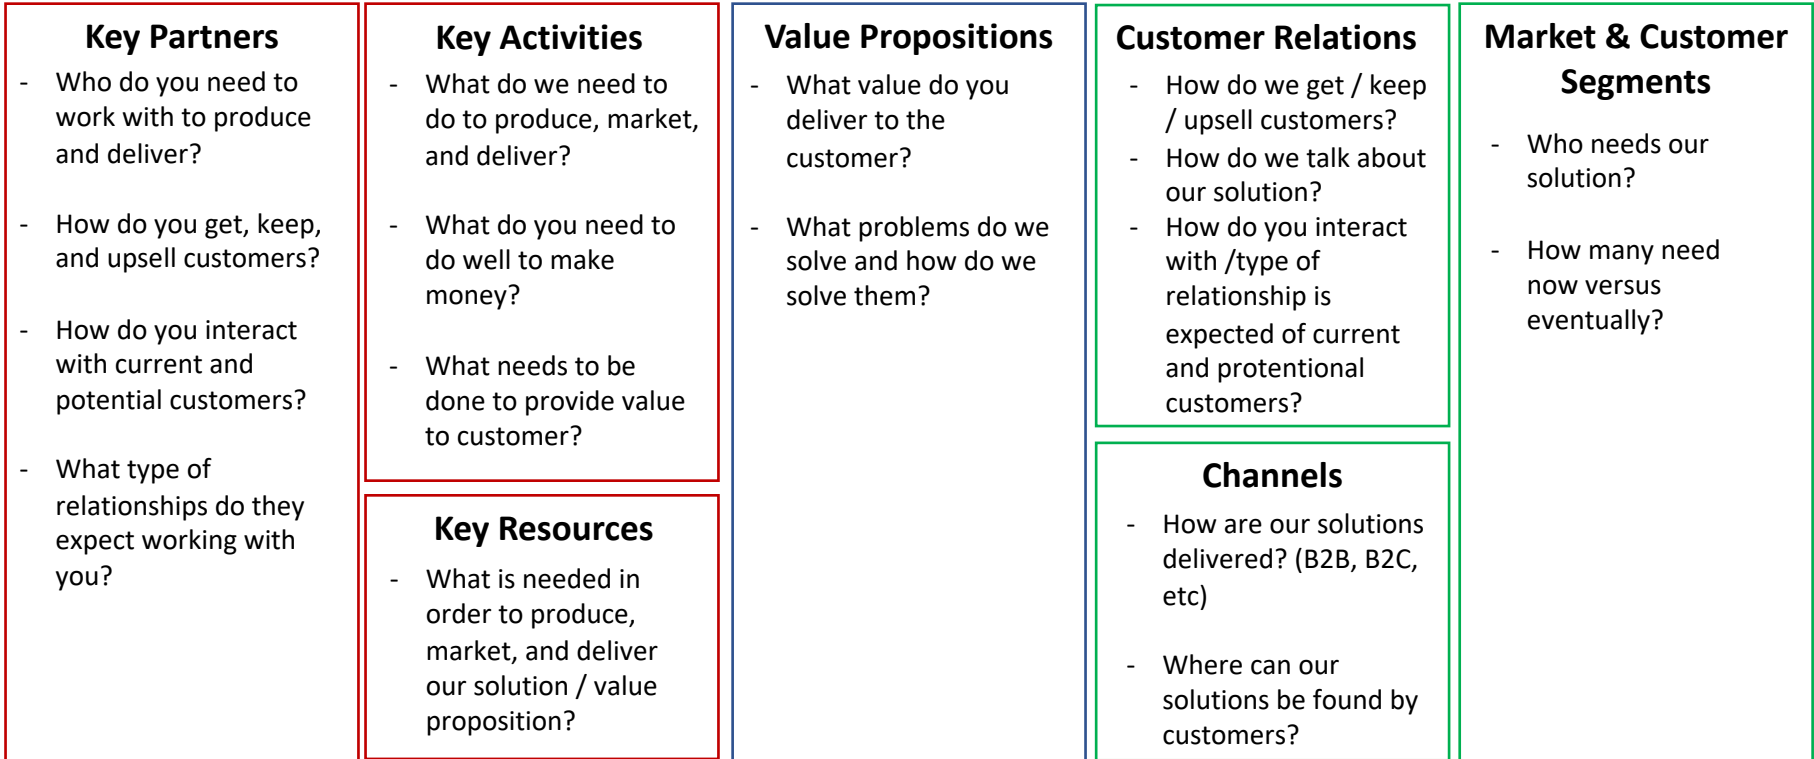 Key Partners
- Who do you need to
work with to produce
and deliver?
- How do you get, keep,
and upsell customers?
- How do you interact
with current and
potential customers?
- What type of
relationships do they
expect working with
you?
Key Activities
- What do we need to
do to produce, market,
and deliver?
- What do you need to
do well to make
money?
- What needs to be
done to provide value
to customer?
Key Resources
- What is needed in
order to produce,
market, and deliver
our solution / value
proposition?
Value Propositions
- What value do you
deliver to the
customer?
- What problems do we
solve and how do we
solve them?
Customer Relations
- How do we get / keep
/ upsell customers?
- How do we talk about
our solution?
- How do you interact
with /type of
relationship is
expected of current
and protentional
customers?
Channels
- How are our solutions
delivered? (B2B, B2C,
etc)
- Where can our
solutions be found by
customers?
Market & Customer
Segments
- Who needs our
solution?
- How many need
now versus
eventually?